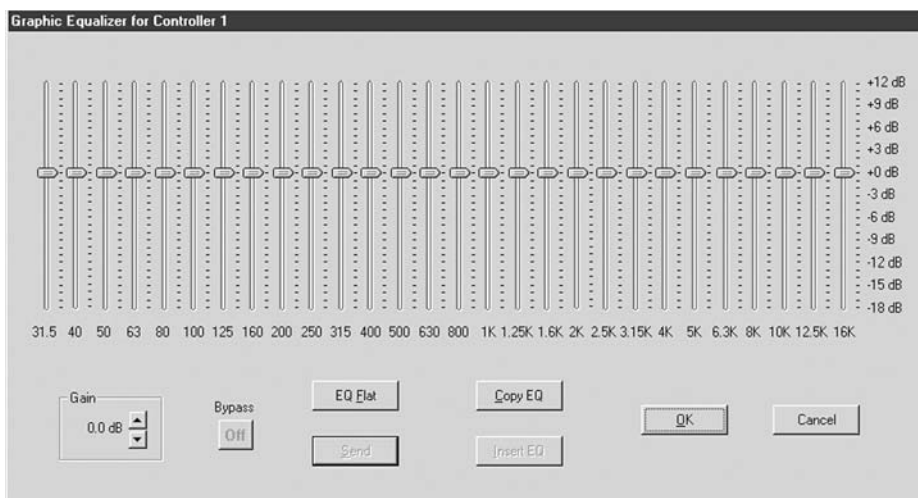 Graphic Equalizer for Controller 1
+12 dB
+9 dB
+6 dB
+3 dB
+0 dB
-3 dB
-6 dB
-9 dB
-12 dB
-15 dB
-18 dB
31.5 40 50 63 80 100 125 160 200 250 315 400 500 630 800 1K 1.25K 1.6K 2K 2.5K 3.15K 4K 5K 6.3K 8K 10K 12.5K 16K
Gain
0.0 dB
Bypass
Off
EQ Flat
Send
Copy EQ
Insert EQ
OK
Cancel